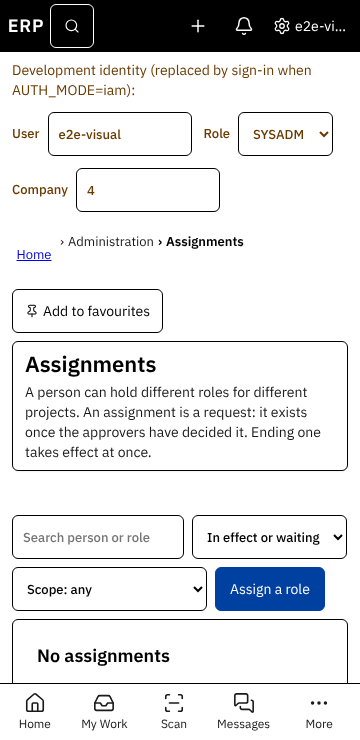 ERP e2e-vi...
Development identity (replaced by sign-in when
AUTH_MODE=iam):
User e2e-visual Role SYSADM
Company 4
Home › Administration › Assignments
Add to favourites
Assignments
A person can hold different roles for different
projects. An assignment is a request: it exists
once the approvers have decided it. Ending one
takes effect at once.
Search person or role In effect or waiting
Scope: any Assign a role
No assignments
Home My Work Scan Messages More